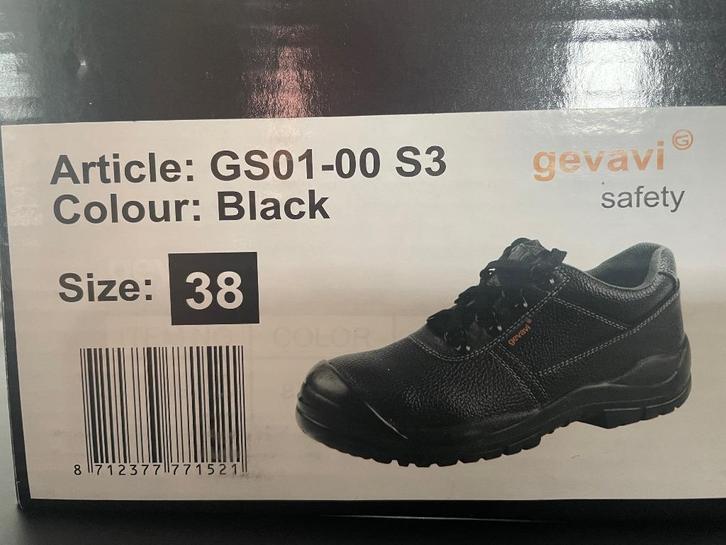 Article: GS01-00 S3
Colour: Black
Size: 38
8 712377 771521
gevavi G
safety
gevavi